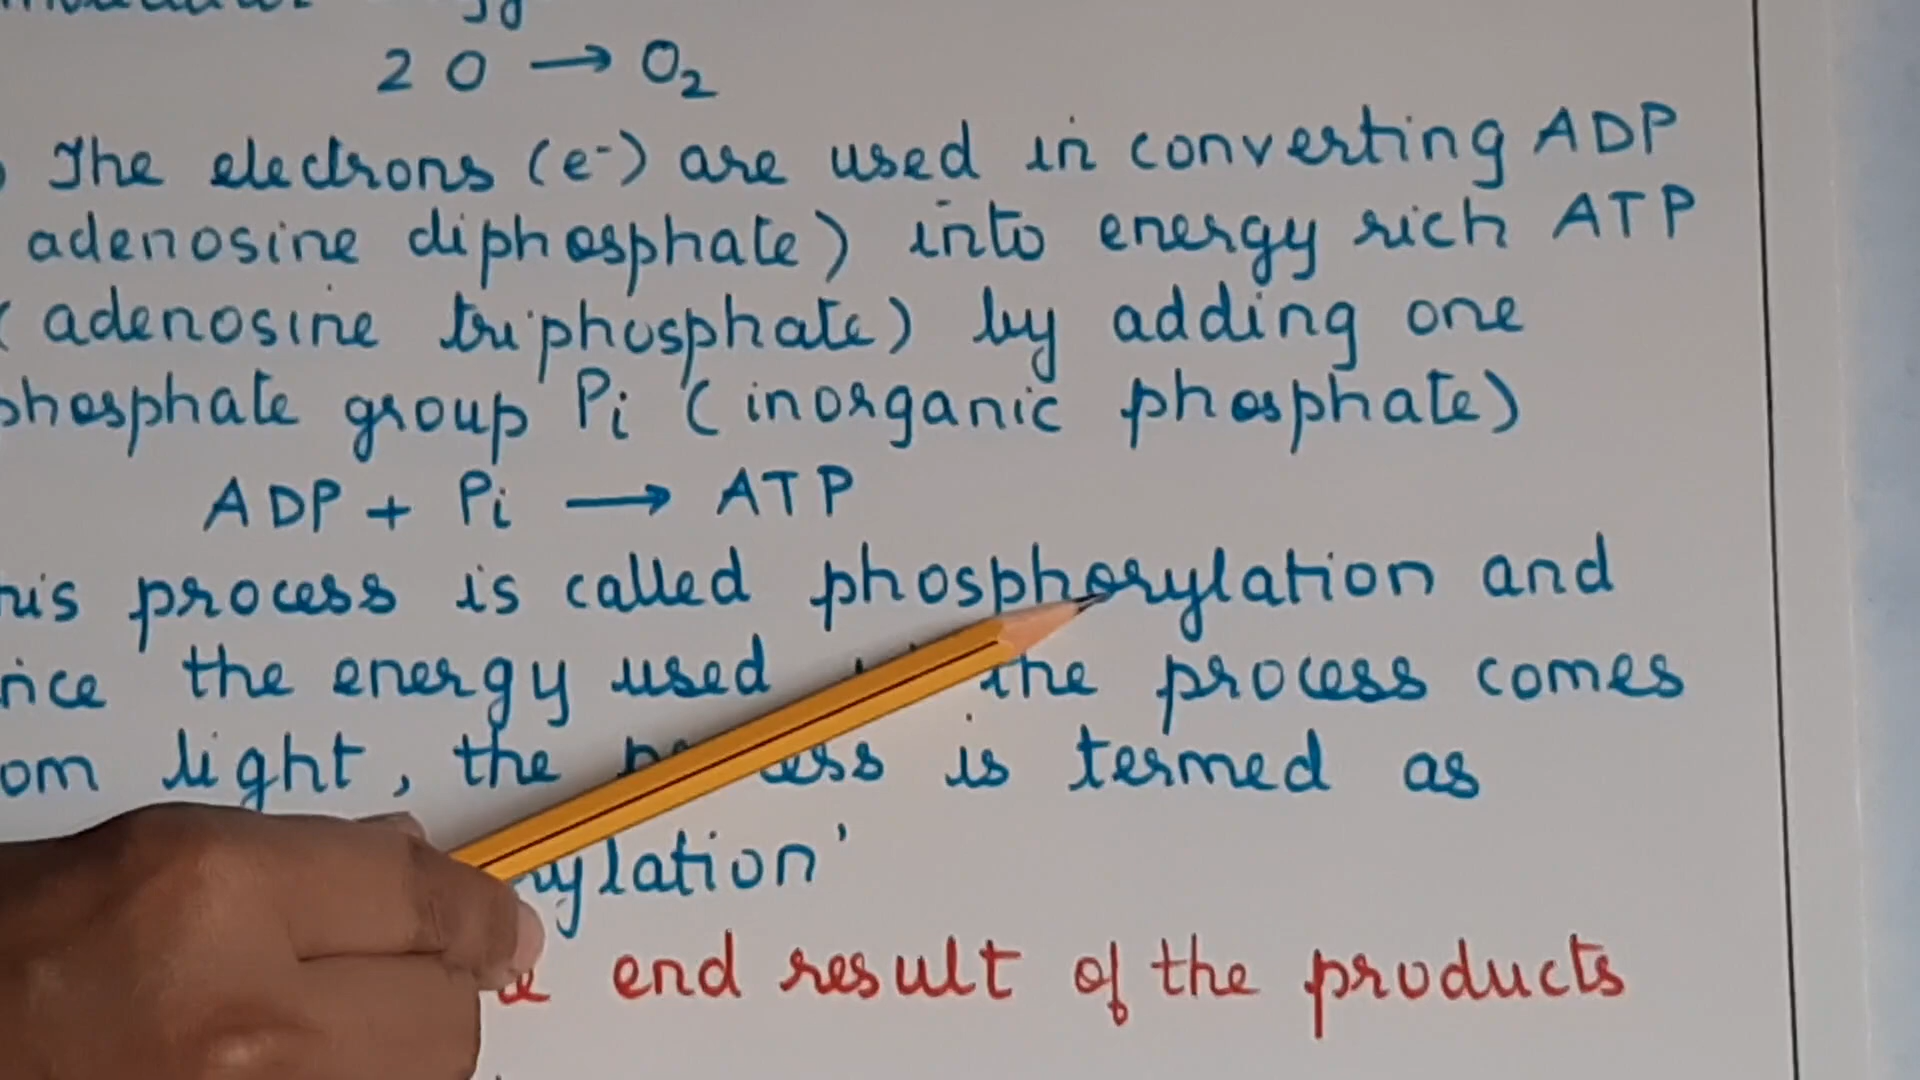 2 O → O2
The electrons (e-) are used in converting ADP
adenosine diphosphate) into energy rich ATP
(adenosine triphosphate) by adding one
phosphate group Pi (inorganic phosphate)
ADP + Pi → ATP
process is called phosphorylation and
the energy used the process comes
light, the is termed as
ylation'
end result of the products